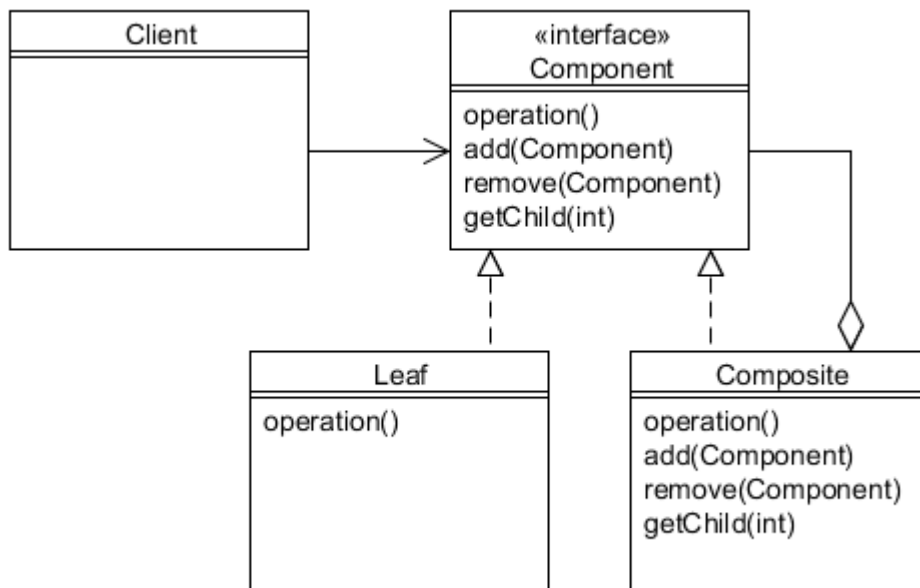 Client
«interface»
Component
operation()
add(Component)
remove(Component)
getChild(int)
Leaf
operation()
Composite
operation()
add(Component)
remove(Component)
getChild(int)